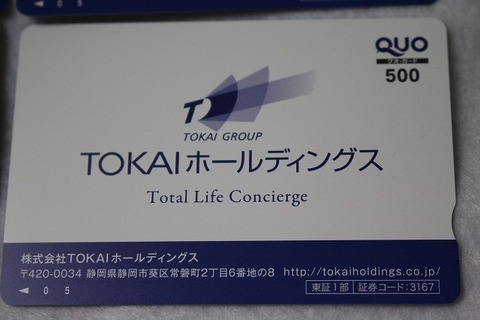 05
QUO
クオ・カード
500
TOKAI GROUP
TOKAIホールディングス
Total Life Concierge
株式会社TOKAIホールディングス
〒420-0034 静岡県静岡市葵区常磐町2丁目6番地の8 http://tokaiholdings.co.jp/
東証1部 証券コード:3167
◀ 05